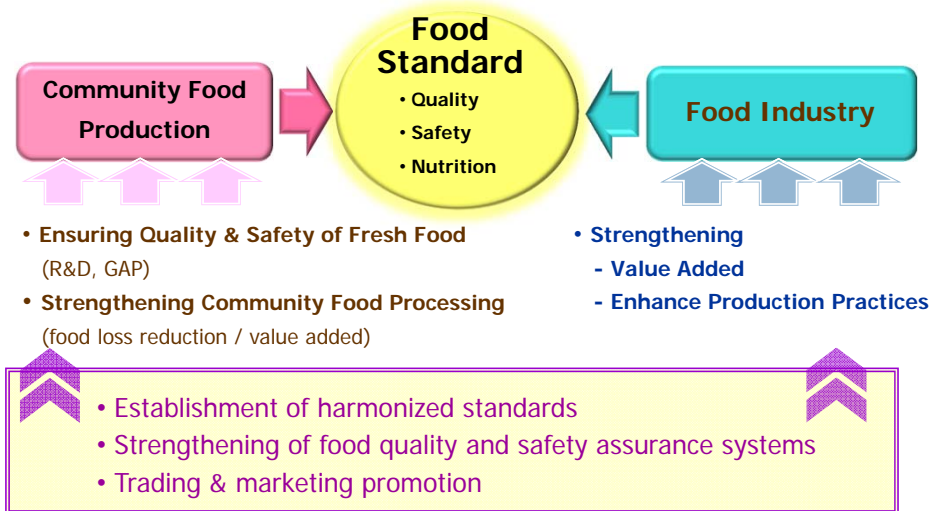 Food
Standard
• Quality
• Safety
• Nutrition
Community Food
Production
Food Industry
• Ensuring Quality & Safety of Fresh Food
(R&D, GAP)
• Strengthening Community Food Processing
(food loss reduction / value added)
• Strengthening
- Value Added
- Enhance Production Practices
• Establishment of harmonized standards
• Strengthening of food quality and safety assurance systems
• Trading & marketing promotion